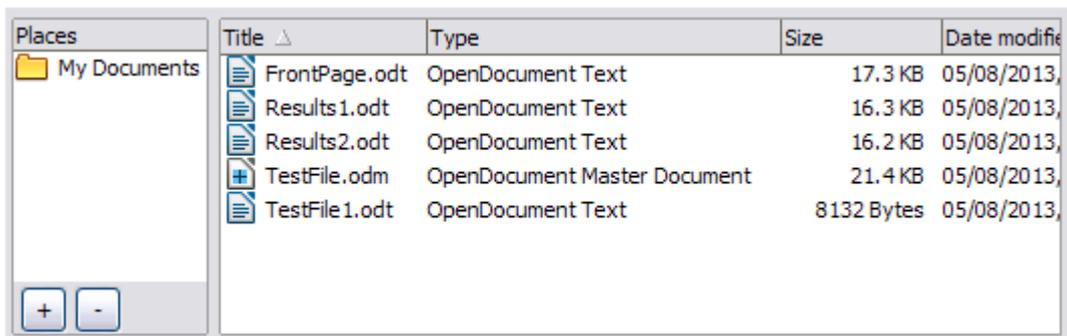 Places
My Documents
+ -
Title Type Size Date modifie
FrontPage.odt OpenDocument Text 17.3 KB 05/08/2013,
Results1.odt OpenDocument Text 16.3 KB 05/08/2013,
Results2.odt OpenDocument Text 16.2 KB 05/08/2013,
TestFile.odm OpenDocument Master Document 21.4 KB 05/08/2013,
TestFile1.odt OpenDocument Text 8132 Bytes 05/08/2013,